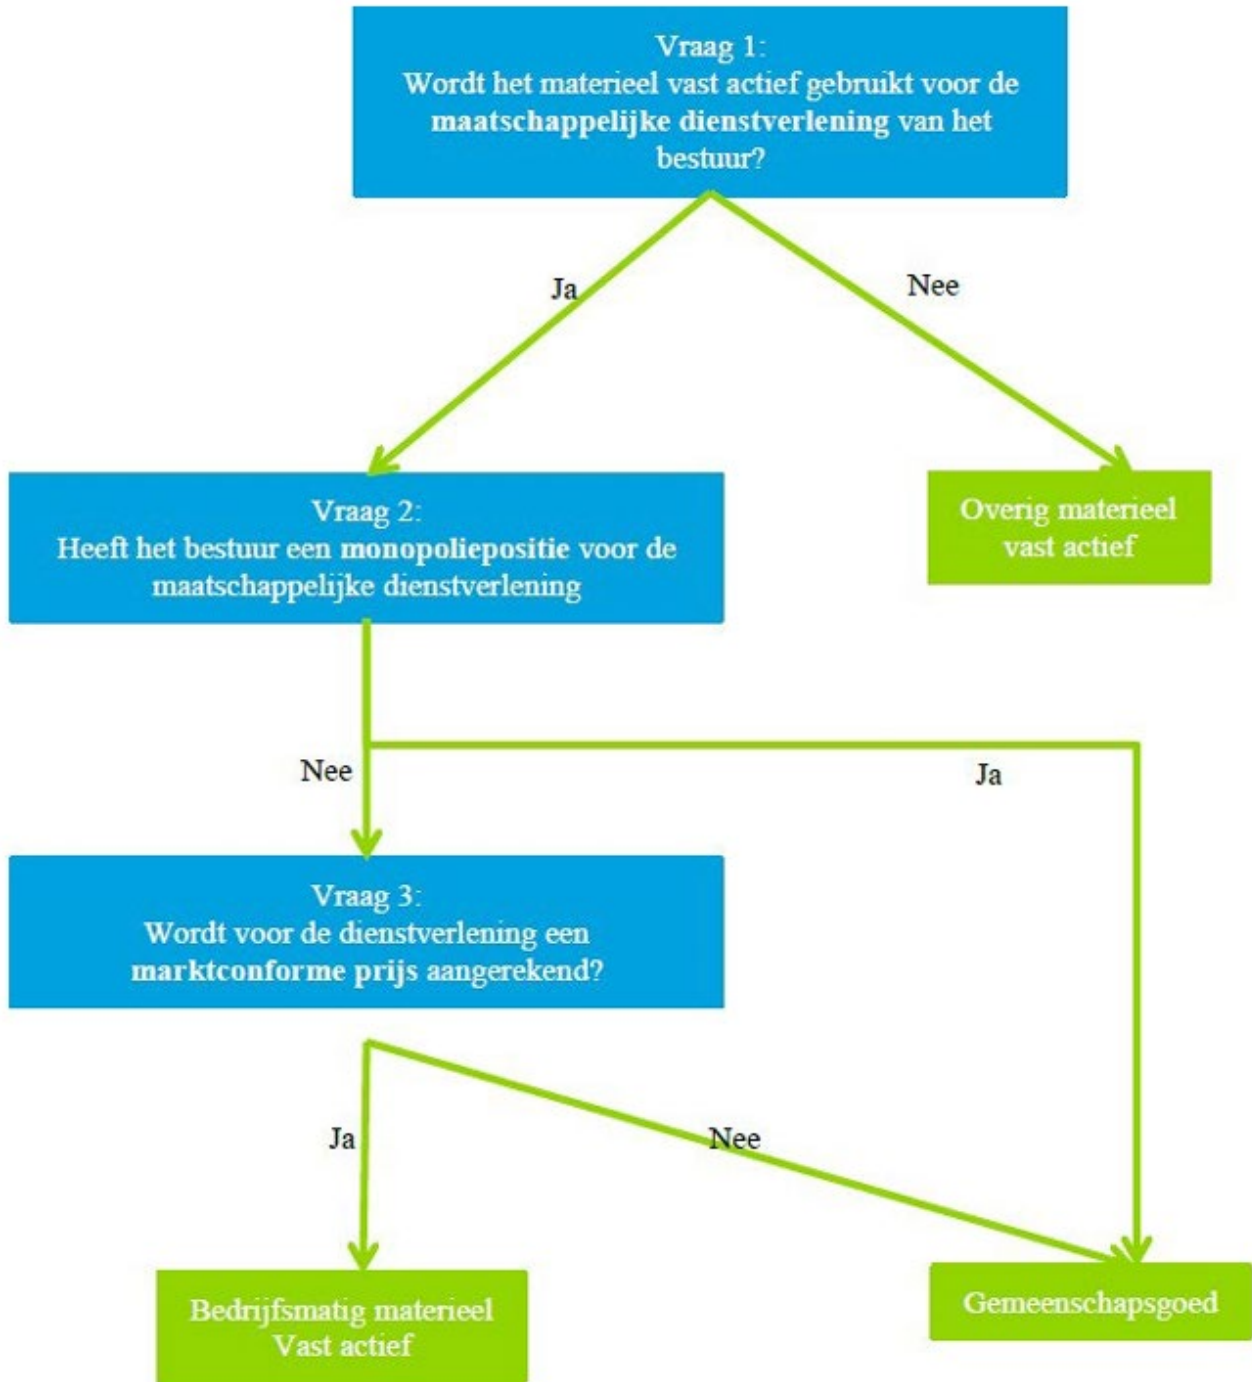 Vraag 1:
Wordt het materieel vast actief gebruikt voor de
maatschappelijke dienstverlening van het
bestuur?
Ja
Nee
Vraag 2:
Heeft het bestuur een monopoliepositie voor de
maatschappelijke dienstverlening
Overig materieel
vast actief
Nee
Ja
Vraag 3:
Wordt voor de dienstverlening een
marktconforme prijs aangerekend?
Ja
Nee
Bedrijfsmatig materieel
Vast actief
Gemeenschapsgoed